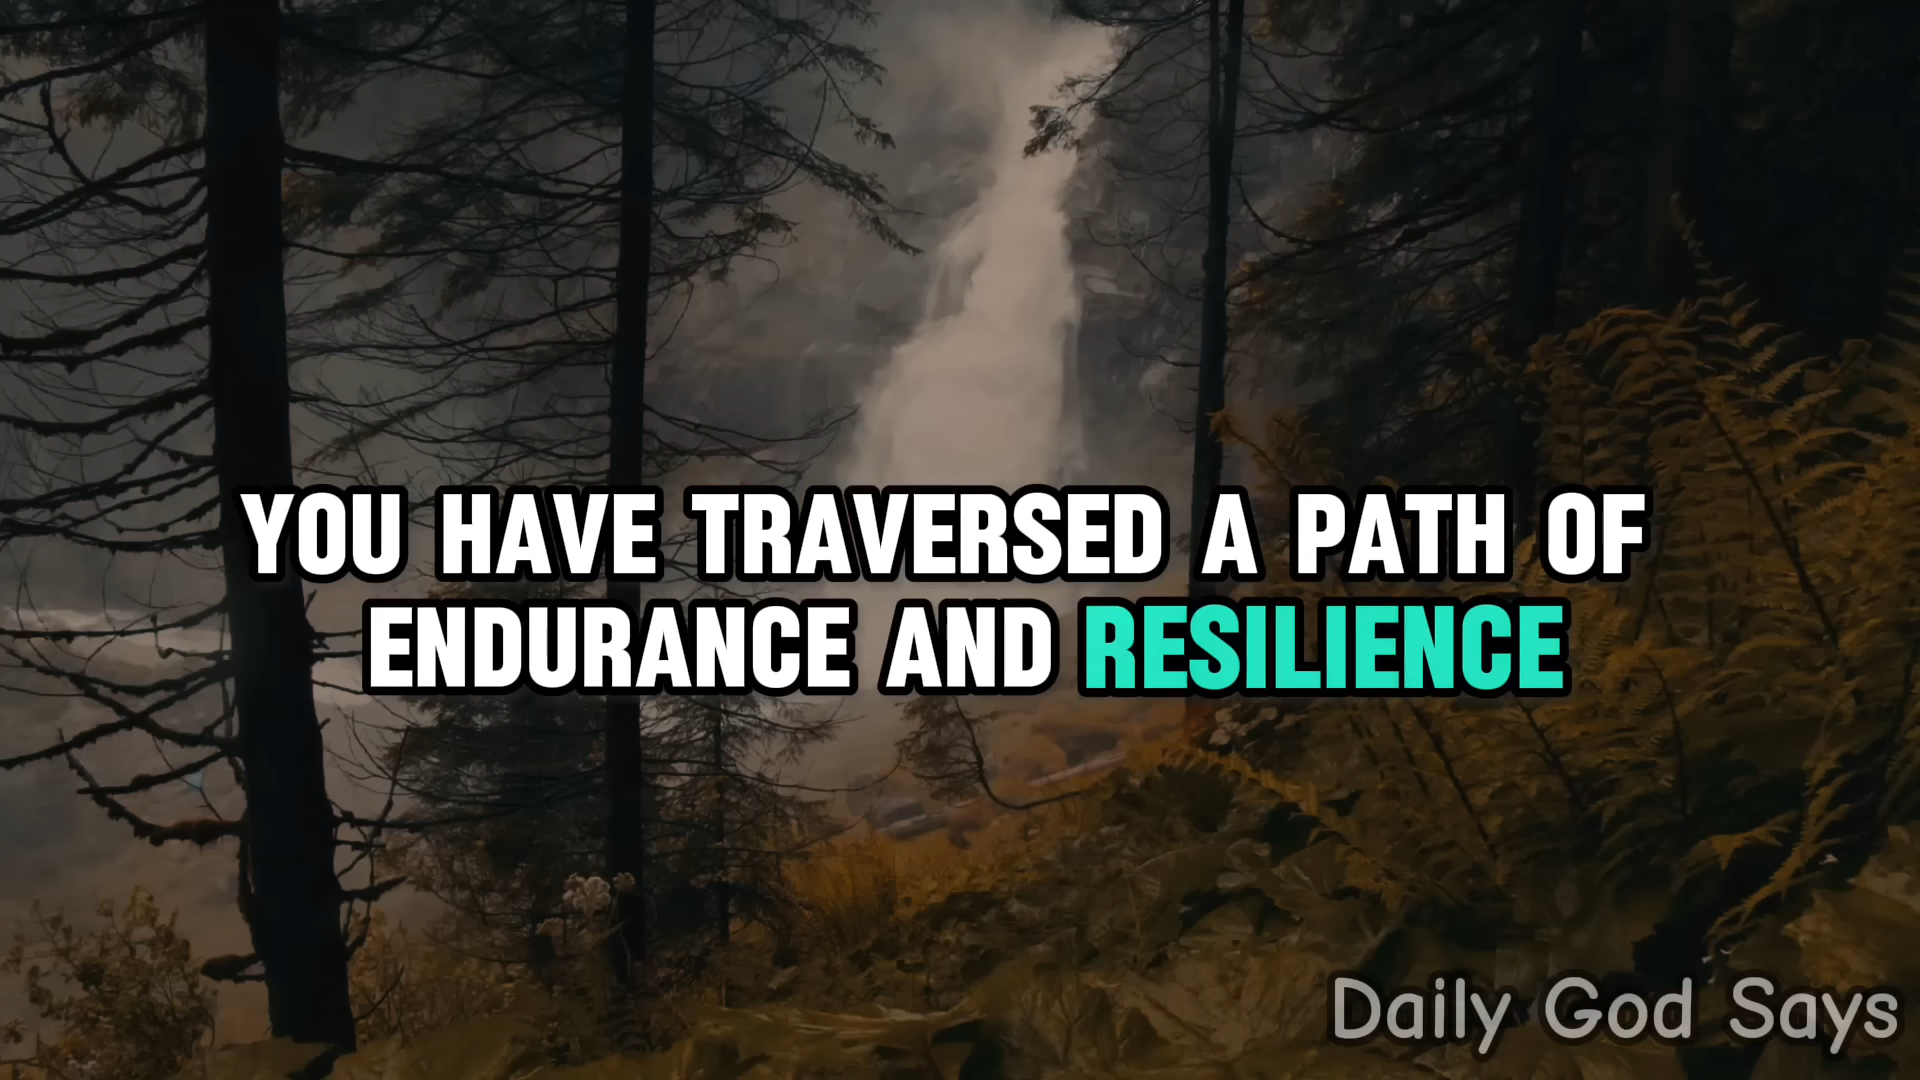 YOU HAVE TRAVERSED A PATH OF
ENDURANCE AND RESILIENCE
Daily God Says